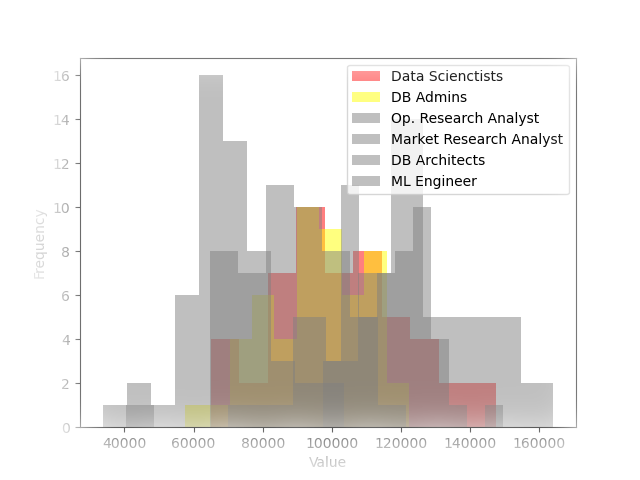 Data Scienctists
DB Admins
Op. Research Analyst
Market Research Analyst
DB Architects
ML Engineer
16
14
12
10
8
6
4
2
0
Frequency
40000 60000 80000 100000 120000 140000 160000
Value